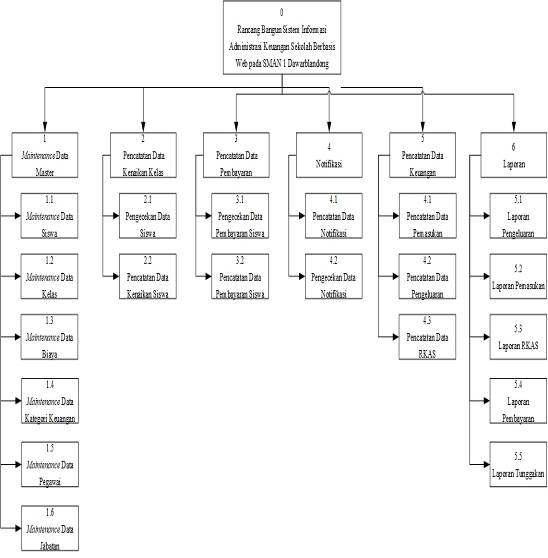 0
Rancang Bangun Sistem Informasi
Administrasi Keuangan Sekolah Berbasis
Web pada SMAN 1 Dawarblandong
1
Maintenance Data
Master
2
Pencatatan Data
Kenaikan Kelas
3
Pencatatan Data
Pembayaran
4
Notifikasi
5
Pencatatan Data
Keuangan
6
Laporan
1.1
Maintenance Data
Siswa
2.1
Pengecekan Data
Siswa
3.1
Pengecekan Data
Pembayaran Siswa
4.1
Pencatatan Data
Notifikasi
4.1
Pencatatan Data
Pemasukan
5.1
Laporan
Pengeluaran
1.2
Maintenance Data
Kelas
2.2
Pencatatan Data
Kenaikan Siswa
3.2
Pencatatan Data
Pembayaran Siswa
4.2
Pengecekan Data
Notifikasi
4.2
Pencatatan Data
Pengeluaran
5.2
Laporan Pemasukan
1.3
Maintenance Data
Biaya
4.3
Pencatatan Data
RKAS
5.3
Laporan RKAS
1.4
Maintenance Data
Kategori Keuangan
5.4
Laporan
Pembayaran
1.5
Maintenance Data
Pegawai
5.5
Laporan Tunggakan
1.6
Maintenance Data
Jabatan